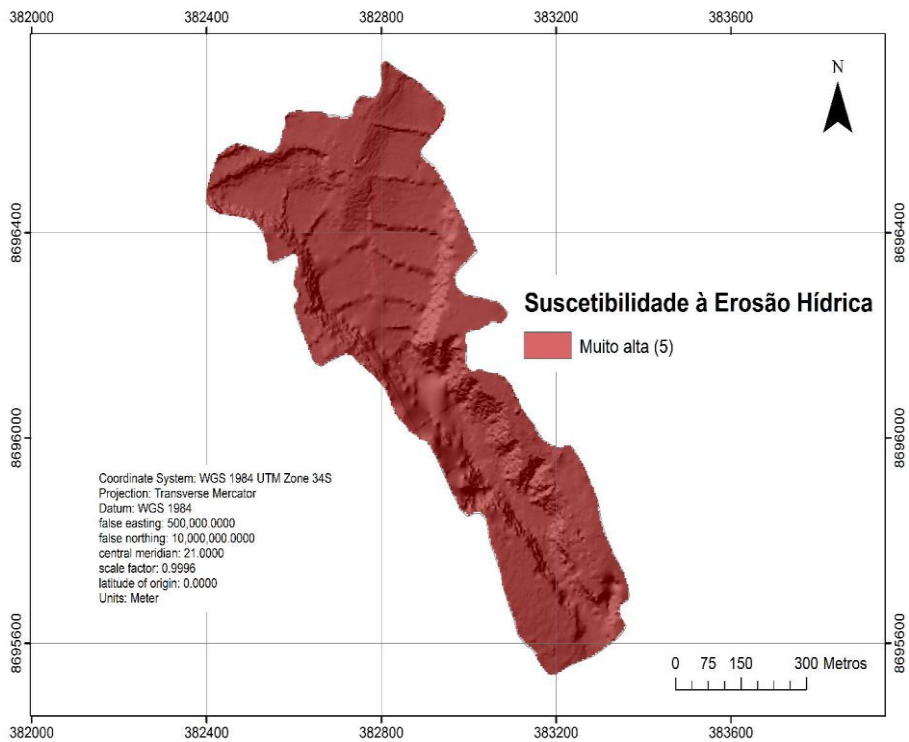 382000 382400 382800 383200 383600
N
8696400 8696400
Suscetibilidade à Erosão Hídrica
Muito alta (5)
8696000 8696000
Coordinate System: WGS 1984 UTM Zone 34S
Projection: Transverse Mercator
Datum: WGS 1984
false easting: 500,000.0000
false northing: 10,000,000.0000
central meridian: 21.0000
scale factor: 0.9996
latitude of origin: 0.0000
Units: Meter
8695600 8695600
0 75 150 300 Metros
382000 382400 382800 383200 383600